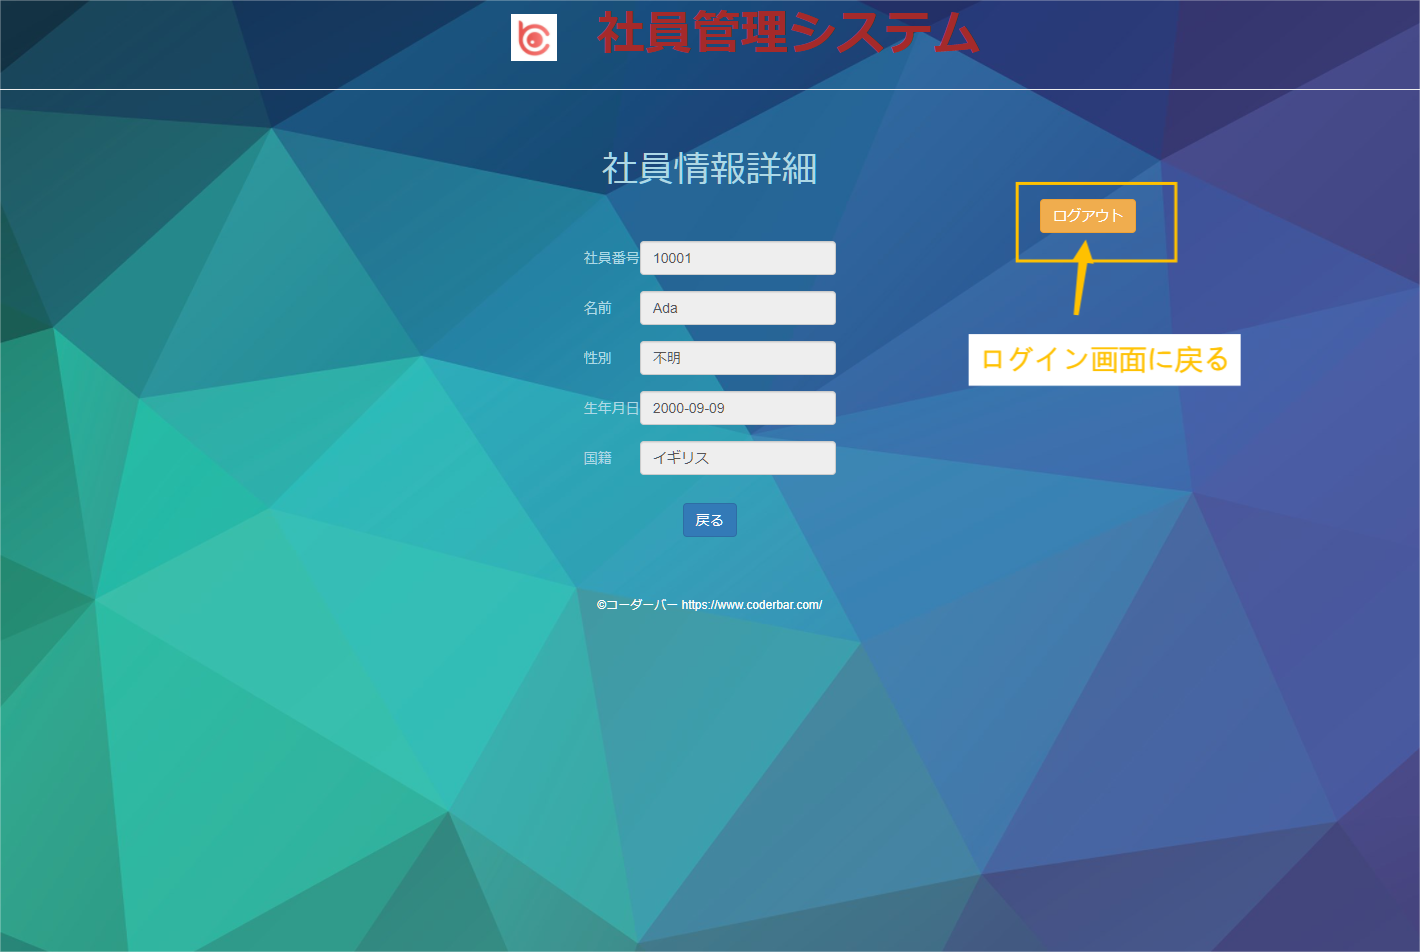 社員管理システム
社員情報詳細
ログアウト
社員番号 10001
名前 Ada
ログイン画面に戻る
性別 不明
生年月日 2000-09-09
国籍 イギリス
戻る
©コーダーバー https://www.coderbar.com/